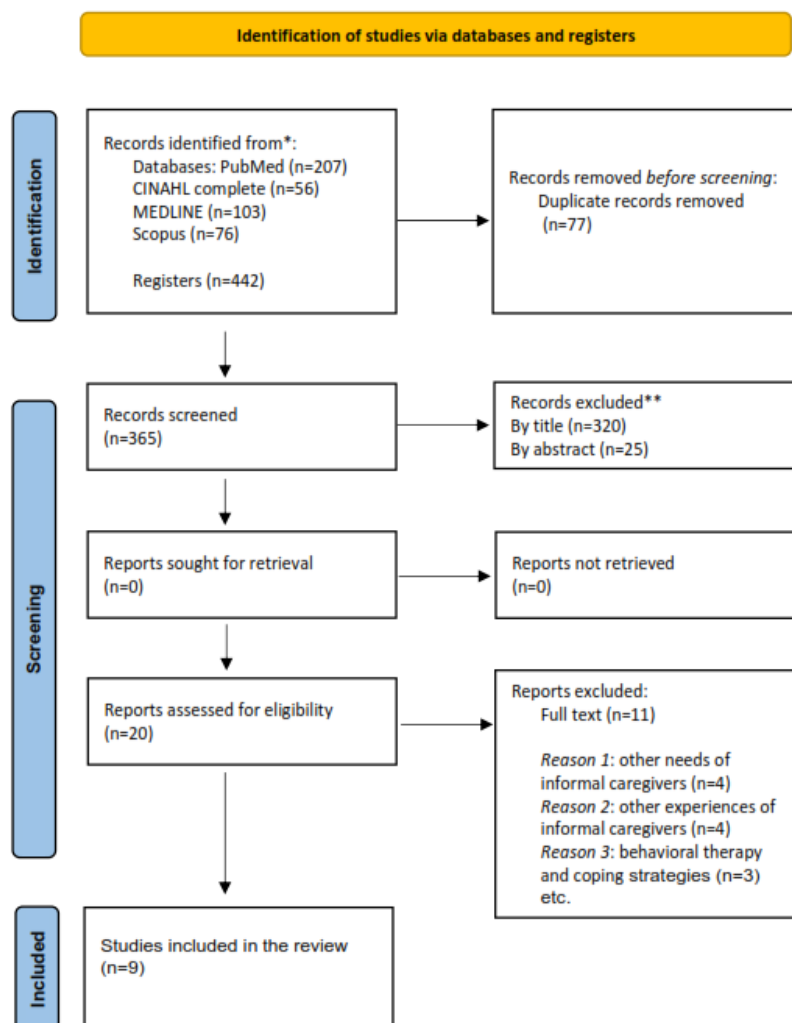 Identification of studies via databases and registers
Identification
Records identified from*:
Databases: PubMed (n=207)
CINAHL complete (n=56)
MEDLINE (n=103)
Scopus (n=76)
Registers (n=442)
Records removed before screening:
Duplicate records removed
(n=77)
Screening
Records screened
(n=365)
Records excluded**
By title (n=320)
By abstract (n=25)
Reports sought for retrieval
(n=0)
Reports not retrieved
(n=0)
Reports assessed for eligibility
(n=20)
Reports excluded:
Full text (n=11)
Reason 1: other needs of
informal caregivers (n=4)
Reason 2: other experiences of
informal caregivers (n=4)
Reason 3: behavioral therapy
and coping strategies (n=3)
etc.
Included
Studies included in the review
(n=9)